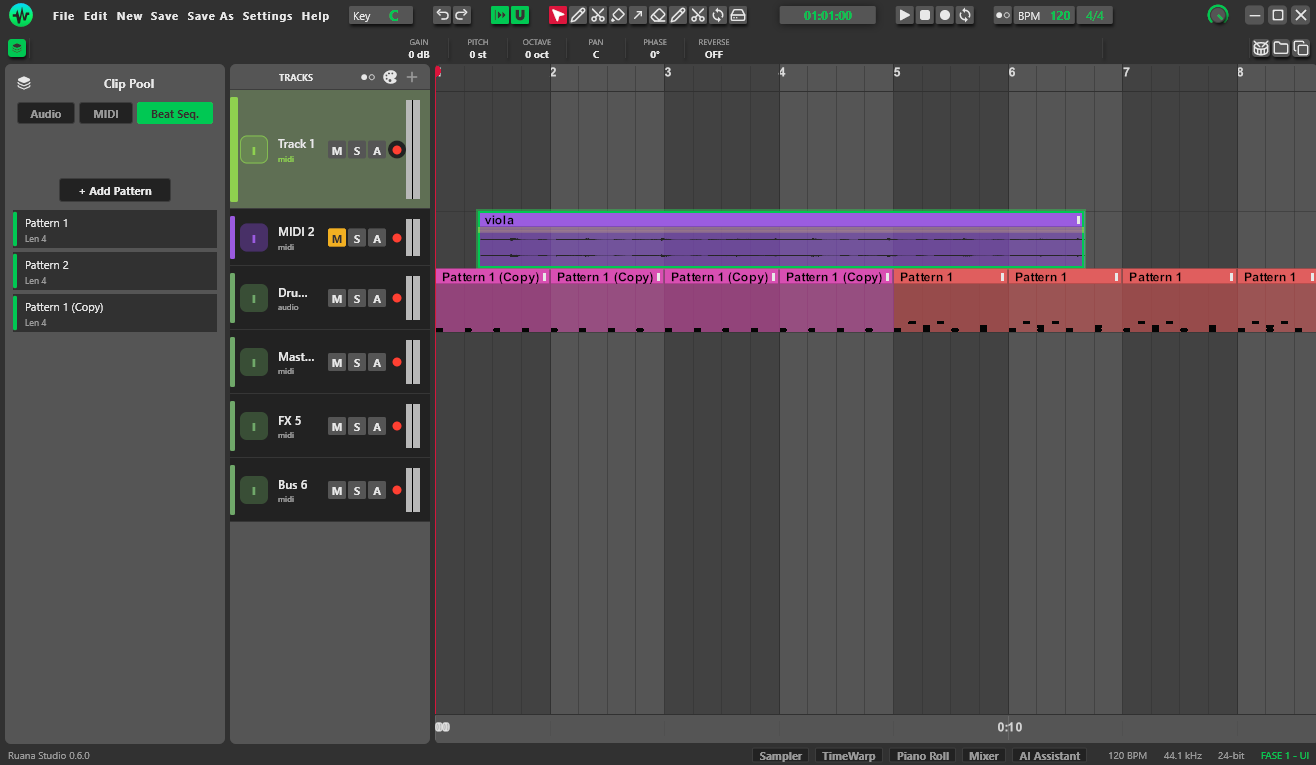 File Edit New Save Save As Settings Help Key C U 01:01:00 BPM 120 4/4
GAIN PITCH OCTAVE PAN PHASE REVERSE
0 dB 0 st 0 oct C 0° OFF
Clip Pool
Audio MIDI Beat Seq.
+ Add Pattern
Pattern 1
Len 4
Pattern 2
Len 4
Pattern 1 (Copy)
Len 4
TRACKS
I Track 1 M S A
midi
I MIDI 2 M S A
midi
I Dru... M S A
audio
I Mast... M S A
midi
I FX 5 M S A
midi
I Bus 6 M S A
midi
2 3 4 5 6 7 8
viola
Pattern 1 (Copy) Pattern 1 (Copy) Pattern 1 (Copy) Pattern 1 (Copy) Pattern 1 Pattern 1 Pattern 1 Pattern 1
00 0:10
Ruana Studio 0.6.0 Sampler TimeWarp Piano Roll Mixer AI Assistant 120 BPM 44.1 kHz 24-bit FASE 1 - UI